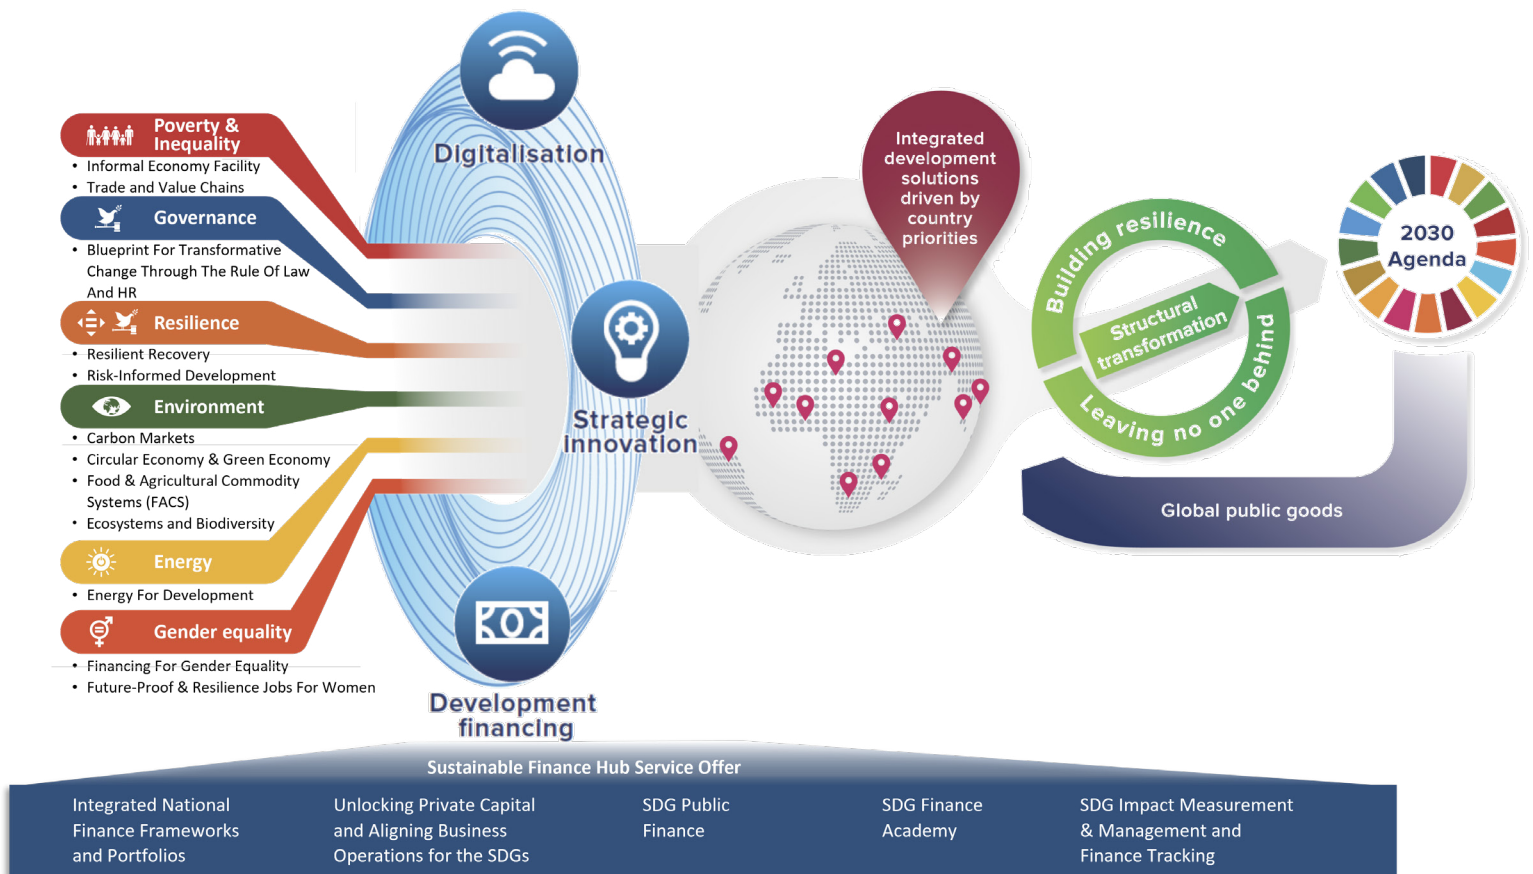 Poverty &
Inequality
• Informal Economy Facility
• Trade and Value Chains
Governance
• Blueprint For Transformative
Change Through The Rule Of Law
And HR
Resilience
• Resilient Recovery
• Risk-Informed Development
Environment
• Carbon Markets
• Circular Economy & Green Economy
• Food & Agricultural Commodity
Systems (FACS)
• Ecosystems and Biodiversity
Energy
• Energy For Development
Gender equality
• Financing For Gender Equality
• Future-Proof & Resilience Jobs For Women
Digitalisation
Strategic
innovation
Development
financing
Integrated
development
solutions
driven by
country
priorities
Building resilience
Structural
transformation
Leaving no one behind
2030
Agenda
Global public goods
Sustainable Finance Hub Service Offer
Integrated National
Finance Frameworks
and Portfolios
Unlocking Private Capital
and Aligning Business
Operations for the SDGs
SDG Public
Finance
SDG Finance
Academy
SDG Impact Measurement
& Management and
Finance Tracking